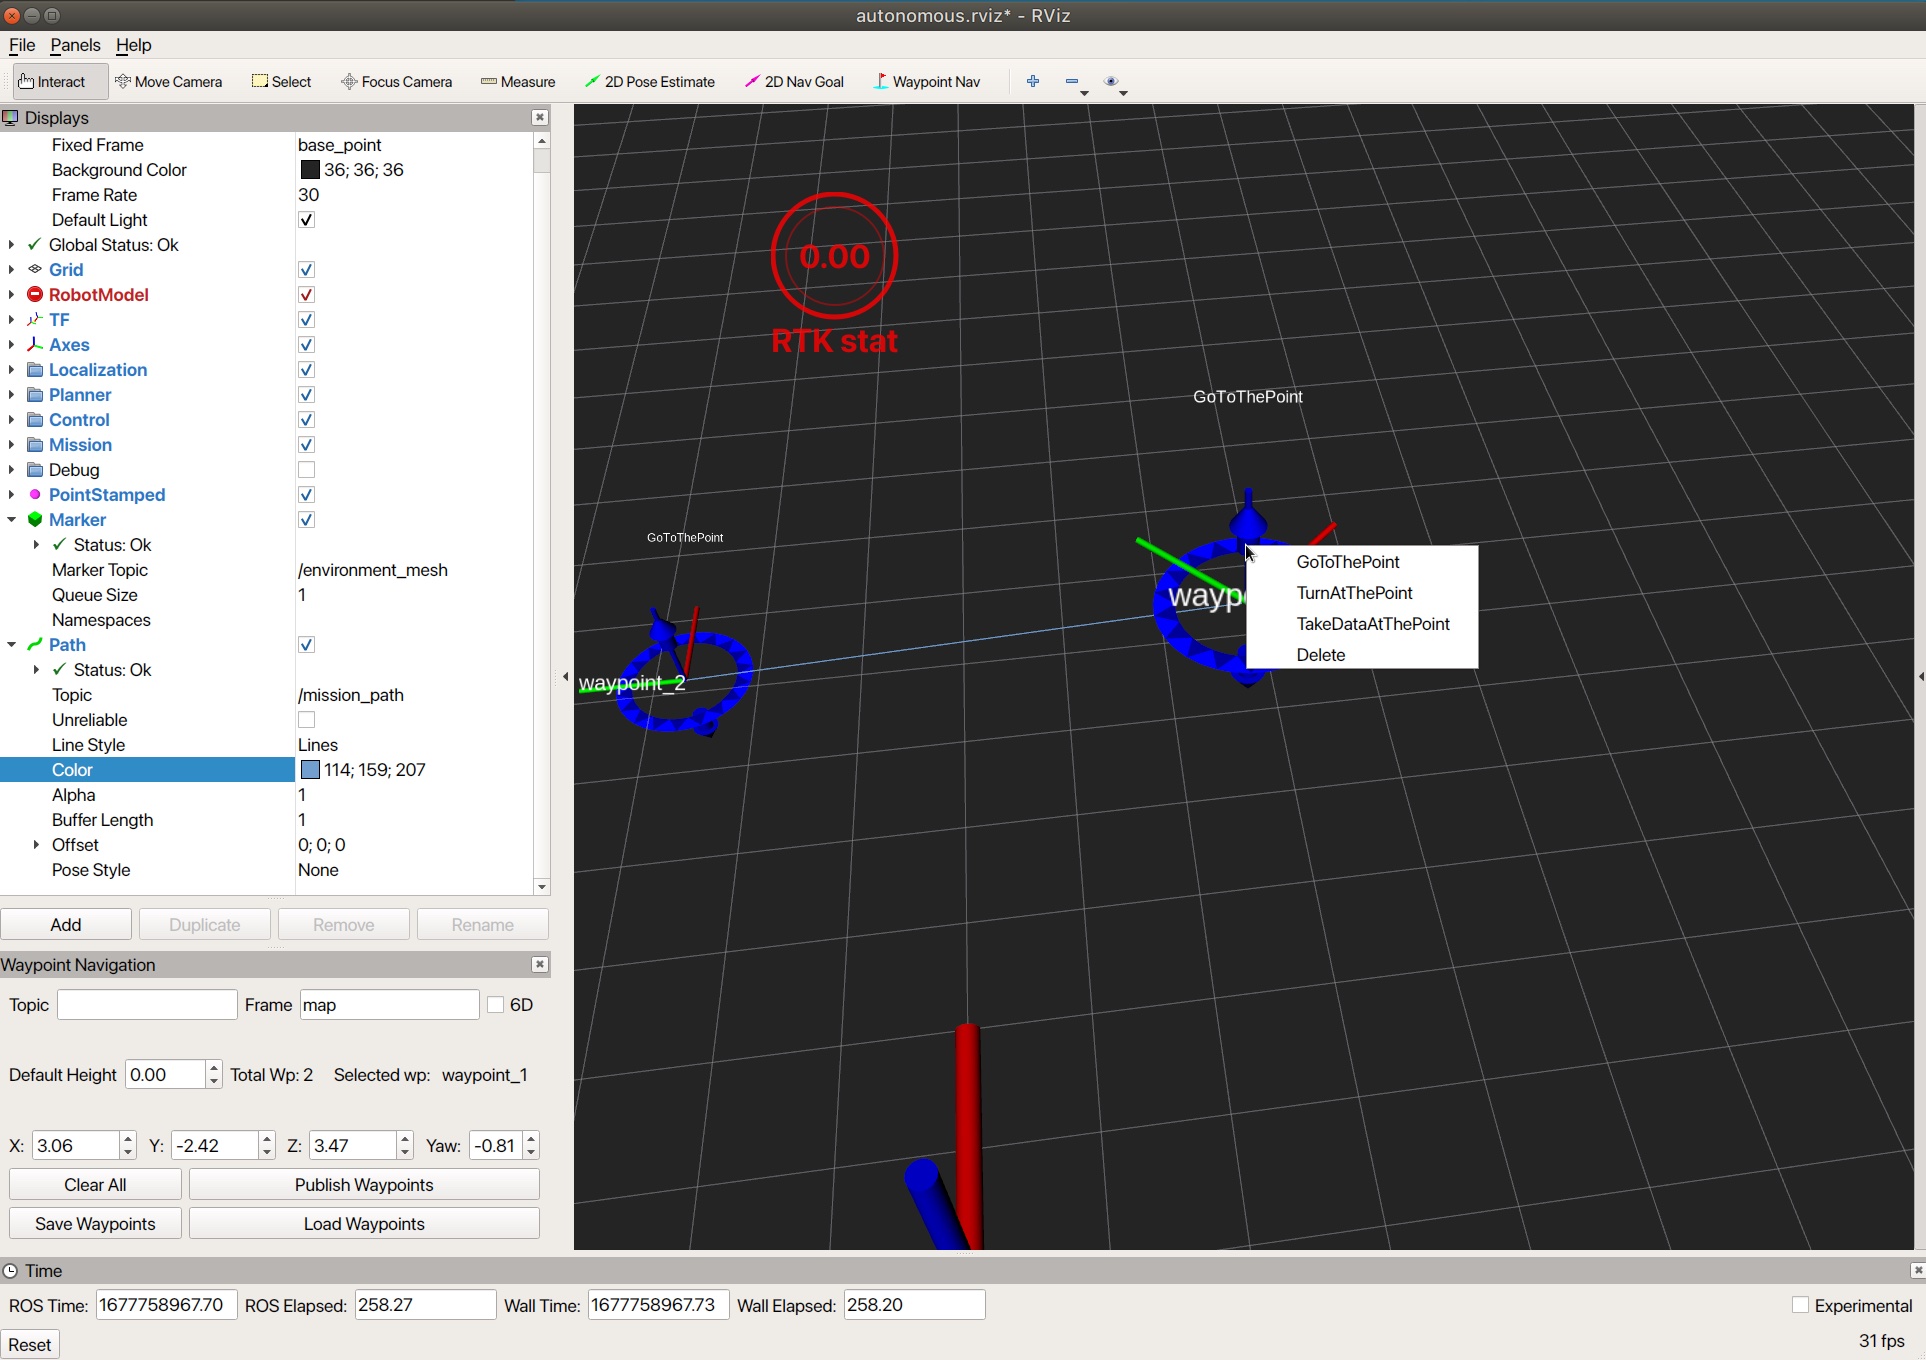 autonomous.rviz* - RViz
File Panels Help
Interact Move Camera Select Focus Camera Measure 2D Pose Estimate 2D Nav Goal Waypoint Nav
Displays
Fixed Frame base_point
Background Color 36; 36; 36
Frame Rate 30
Default Light
Global Status: Ok
Grid
RobotModel
TF
Axes
Localization
Planner
Control
Mission
Debug
PointStamped
Marker
Status: Ok
Marker Topic /environment_mesh
Queue Size 1
Namespaces
Path
Status: Ok
Topic /mission_path
Unreliable
Line Style Lines
Color 114; 159; 207
Alpha 1
Buffer Length 1
Offset 0; 0; 0
Pose Style None
Add Duplicate Remove Rename
Waypoint Navigation
Topic Frame map 6D
Default Height 0.00 Total Wp: 2 Selected wp: waypoint_1
X: 3.06 Y: -2.42 Z: 3.47 Yaw: -0.81
Clear All Publish Waypoints
Save Waypoints Load Waypoints
0.00
RTK stat
GoToThePoint
GoToThePoint
waypoint_2
wayp
GoToThePoint
TurnAtThePoint
TakeDataAtThePoint
Delete
Time
ROS Time: 1677758967.70 ROS Elapsed: 258.27 Wall Time: 1677758967.73 Wall Elapsed: 258.20 Experimental
Reset 31 fps